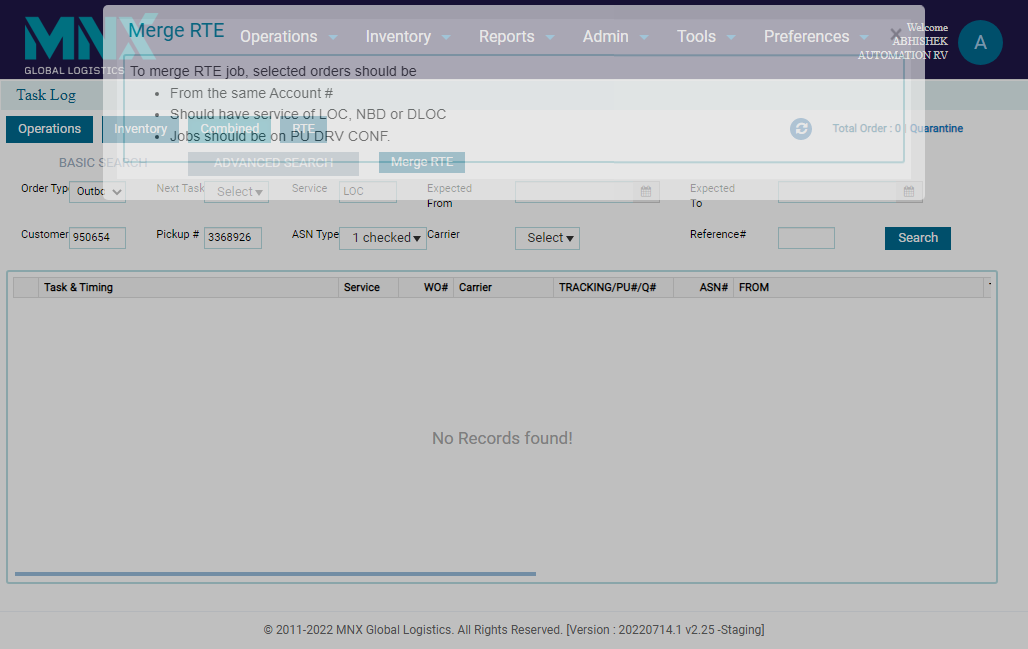 MNX
GLOBAL LOGISTICS
Merge RTE
Operations Inventory Reports Admin Tools Preferences
×
Welcome
ABHISHEK
AUTOMATION RV
A
To merge RTE job, selected orders should be
• From the same Account #
• Should have service of LOC, NBD or DLOC
• Jobs should be on PU DRV CONF.
Task Log
Operations Inventory Combined RTE
Total Order : 0 | Quarantine
BASIC SEARCH ADVANCED SEARCH Merge RTE
Order Typ Outbo Next Task Select Service LOC Expected From Expected To
Customer 950654 Pickup # 3368926 ASN Type 1 checked Carrier Select Reference# Search
Task & Timing Service WO# Carrier TRACKING/PU#/Q# ASN# FROM
No Records found!
© 2011-2022 MNX Global Logistics. All Rights Reserved. [Version : 20220714.1 v2.25 -Staging]